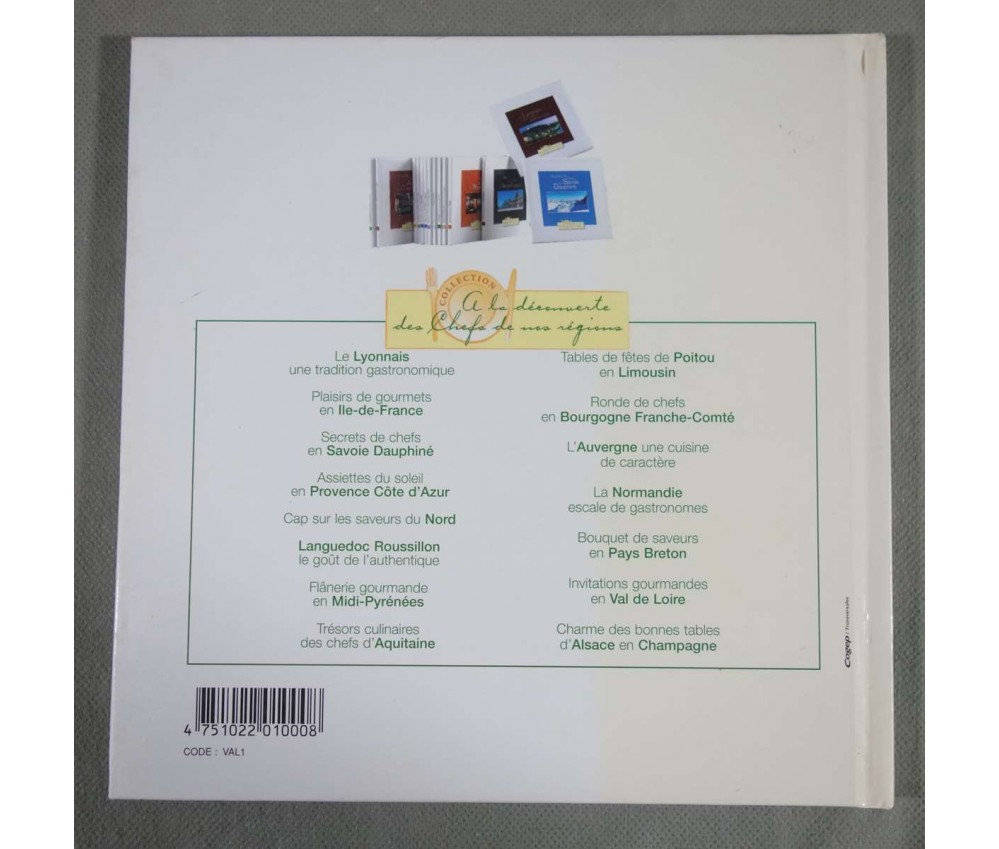 COLLECTION
A la découverte
des Chefs de nos régions
Le Lyonnais
une tradition gastronomique
Plaisirs de gourmets
en Ile-de-France
Secrets de chefs
en Savoie Dauphiné
Assiettes du soleil
en Provence Côte d'Azur
Cap sur les saveurs du Nord
Languedoc Roussillon
le goût de l'authentique
Flânerie gourmande
en Midi-Pyrénées
Trésors culinaires
des chefs d'Aquitaine
Tables de fêtes de Poitou
en Limousin
Ronde de chefs
en Bourgogne Franche-Comté
L'Auvergne une cuisine
de caractère
La Normandie
escale de gastronomes
Bouquet de saveurs
en Pays Breton
Invitations gourmandes
en Val de Loire
Charme des bonnes tables
d'Alsace en Champagne
Cogep
4 751022 010008
CODE : VAL1